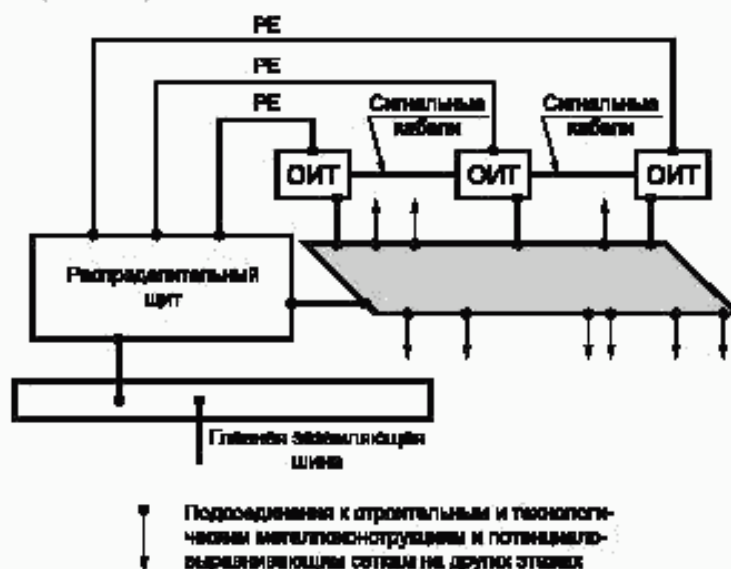 PE
PE
PE
Сигнальные
кабели
Сигнальные
кабели
ОИТ
ОИТ
ОИТ
Распределительный
щит
Главная заземляющая
шина
Подсоединения к строительным и технологи-
ческим металлоконструкциям и потенциало-
выравнивающим сеткам на других этажах